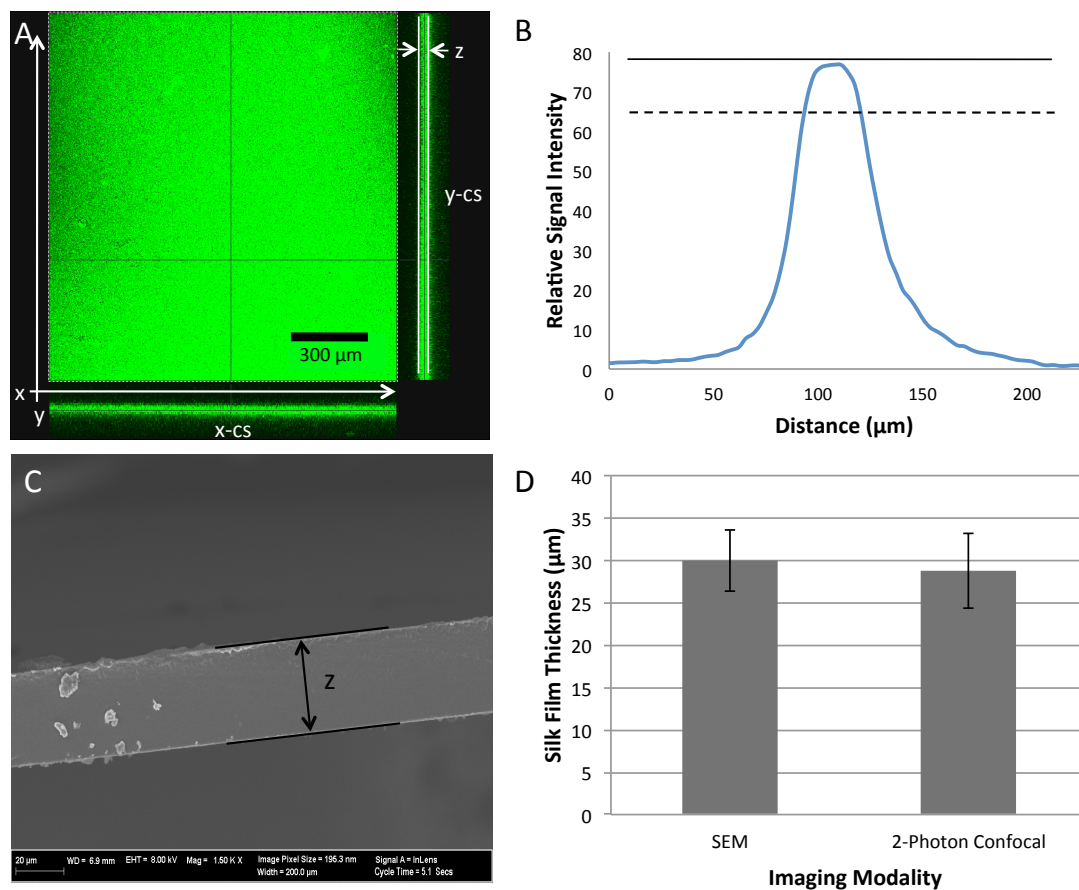 A
z
y-cs
300 µm
x
y
x-cs
B
80
70
60
50
40
30
20
10
0
Relative Signal Intensity
0 50 100 150 200
Distance (µm)
C
z
20 µm
WD = 6.9 mm
EHT = 8.00 kV
Mag = 1.50 K X
Image Pixel Size = 195.3 nm
Width = 200.0 µm
Signal A = InLens
Cycle Time = 5.1 Secs
D
40
35
30
25
20
15
10
5
0
Silk Film Thickness (µm)
SEM 2-Photon Confocal
Imaging Modality